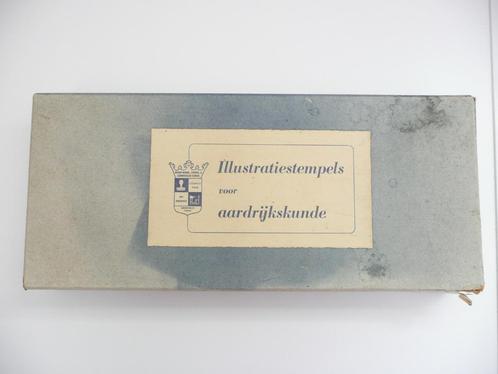 Illustratiestempels
voor
aardrijkskunde